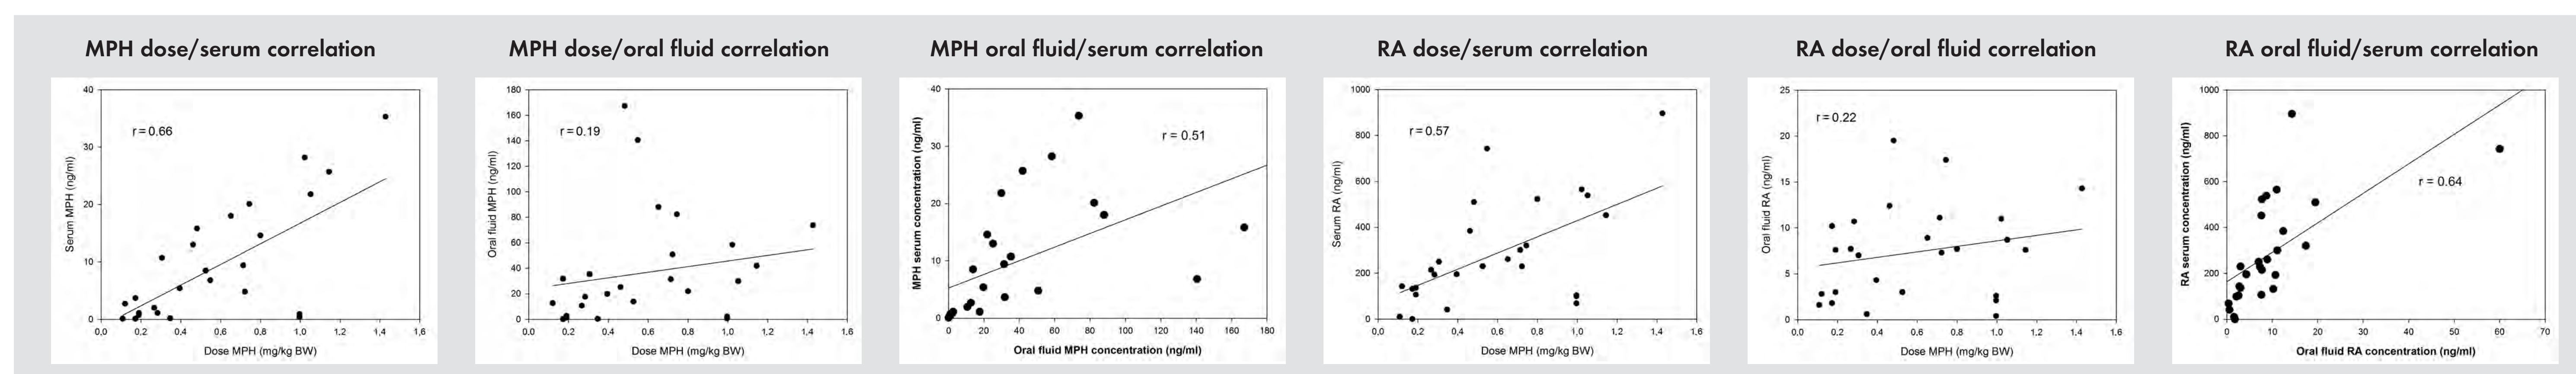 MPH dose/serum correlation
40
30
20
10
0
0,0 0,2 0,4 0,6 0,8 1,0 1,2 1,4 1,6
Serum MPH (ng/ml)
r = 0.66
Dose MPH (mg/kg BW)
MPH dose/oral fluid correlation
180
160
140
120
100
80
60
40
20
0
0,0 0,2 0,4 0,6 0,8 1,0 1,2 1,4 1,6
Oral fluid MPH (ng/ml)
r = 0.19
Dose MPH (mg/kg BW)
MPH oral fluid/serum correlation
40
30
20
10
0
0 20 40 60 80 100 120 140 160 180
MPH serum concentration (ng/ml)
r = 0.51
Oral fluid MPH concentration (ng/ml)
RA dose/serum correlation
1000
800
600
400
200
0
0,0 0,2 0,4 0,6 0,8 1,0 1,2 1,4 1,6
Serum RA (ng/ml)
r = 0.57
Dose MPH (mg/kg BW)
RA dose/oral fluid correlation
25
20
15
10
5
0
0,0 0,2 0,4 0,6 0,8 1,0 1,2 1,4 1,6
Oral fluid RA (ng/ml)
r = 0.22
Dose MPH (mg/kg BW)
RA oral fluid/serum correlation
1000
800
600
400
200
0
0 10 20 30 40 50 60 70
RA serum concentration (ng/ml)
r = 0.64
Oral fluid RA concentration (ng/ml)